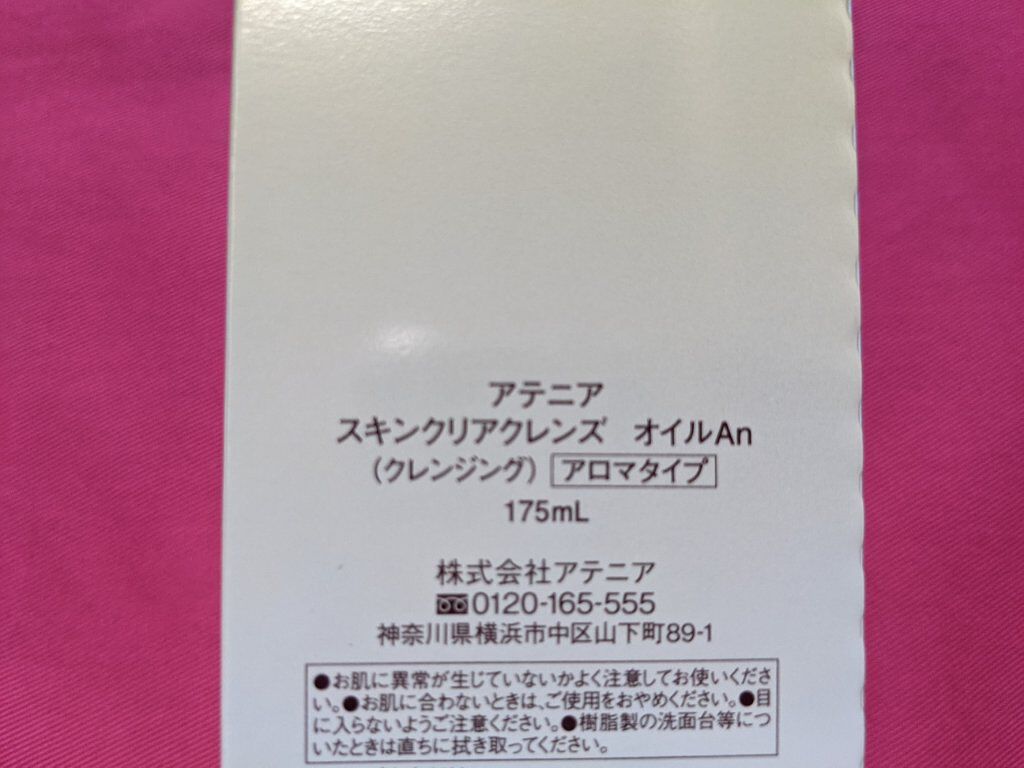 アテニア
スキンクリアクレンズ オイルAn
(クレンジング) アロマタイプ
175mL
株式会社アテニア
0120-165-555
神奈川県横浜市中区山下町89-1
●お肌に異常が生じていないかよく注意してお使いくださ
い。●お肌に合わないときは、ご使用をおやめください。●目
に入らないようご注意ください。●樹脂製の洗面台等につ
いたときは直ちに拭き取ってください。